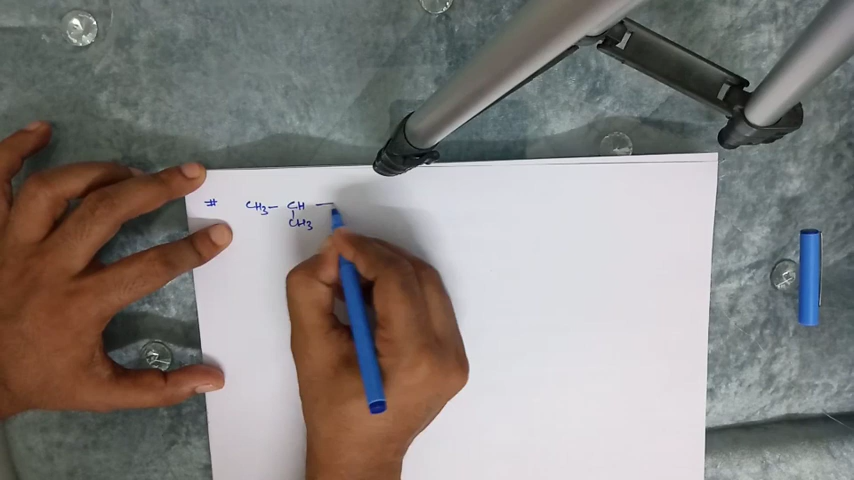 # CH₃ — CH —
CH₃